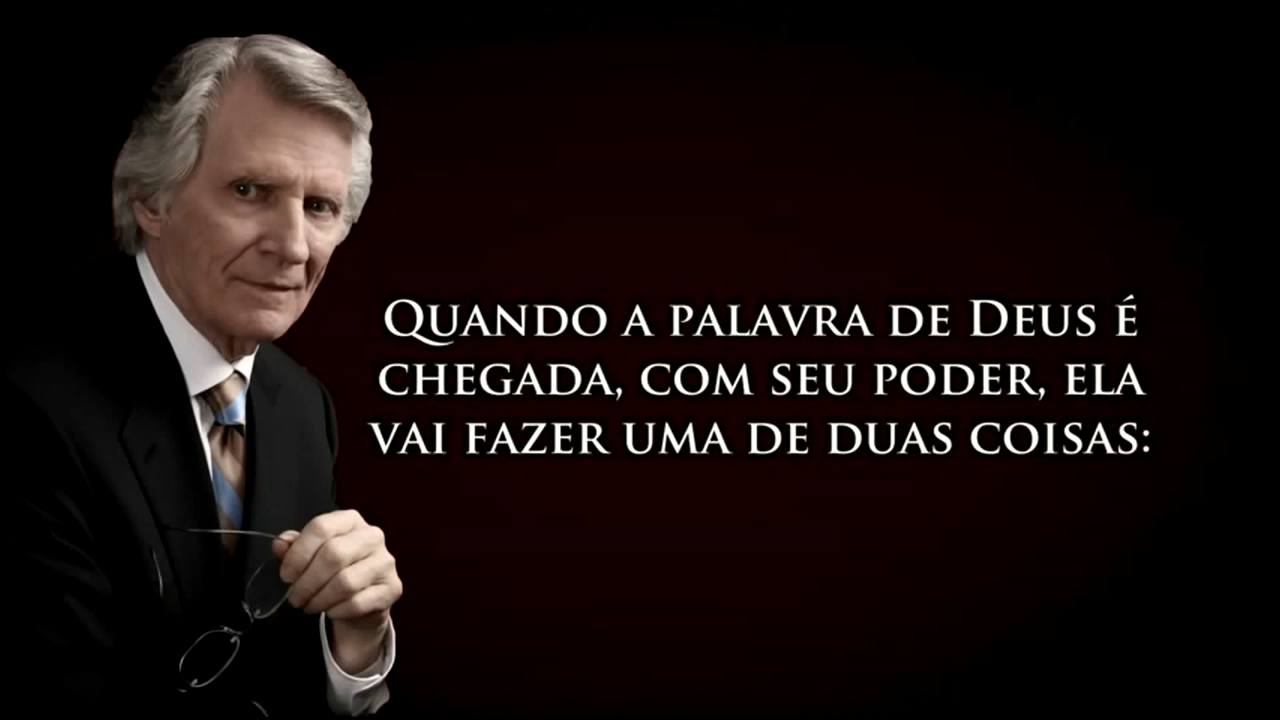 Quando a palavra de Deus é
chegada, com seu poder, ela
vai fazer uma de duas coisas: